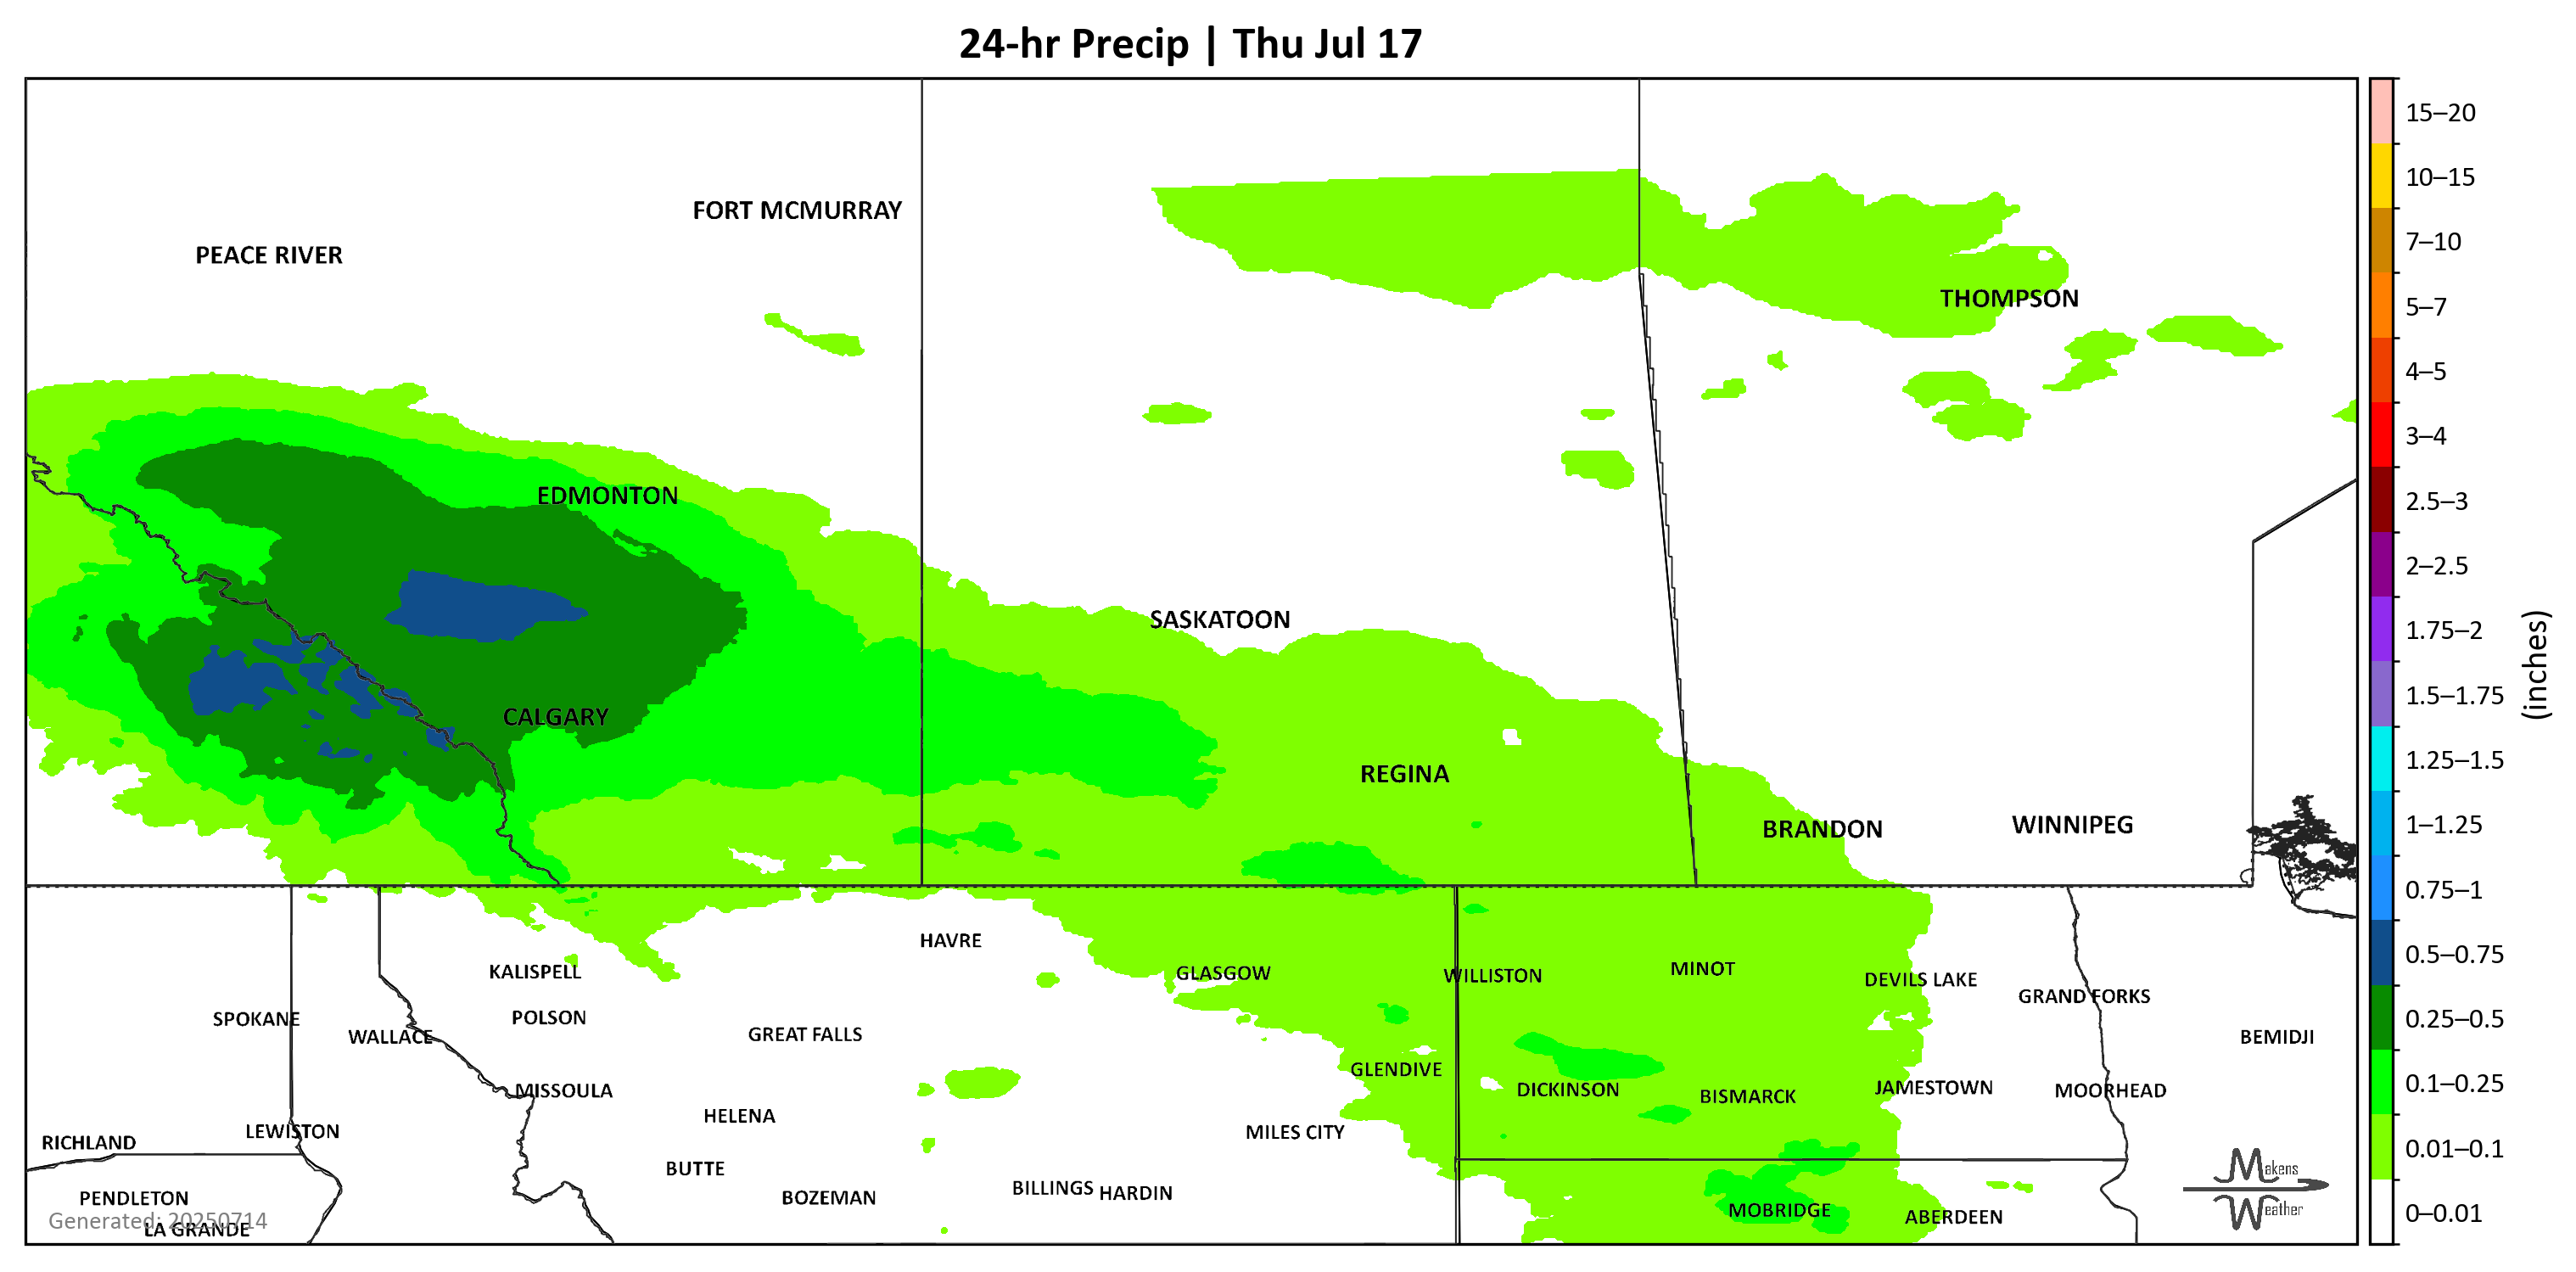 24-hr Precip | Thu Jul 17
15–20
10–15
7–10
5–7
4–5
3–4
2.5–3
2–2.5
1.75–2
1.5–1.75
1.25–1.5
1–1.25
0.75–1
0.5–0.75
0.25–0.5
0.1–0.25
0.01–0.1
0–0.01
(inches)
FORT MCMURRAY
PEACE RIVER
THOMPSON
EDMONTON
SASKATOON
CALGARY
REGINA
BRANDON
WINNIPEG
HAVRE
KALISPELL
GLASGOW
WILLISTON
MINOT
DEVILS LAKE
GRAND FORKS
SPOKANE
WALLACE
POLSON
GREAT FALLS
BEMIDJI
GLENDIVE
MISSOULA
DICKINSON
BISMARCK
JAMESTOWN
MOORHEAD
HELENA
RICHLAND
LEWISTON
MILES CITY
BUTTE
PENDLETON
BOZEMAN
BILLINGS
HARDIN
MOBRIDGE
ABERDEEN
Generated: 20250714
LA GRANDE
Makens
Weather